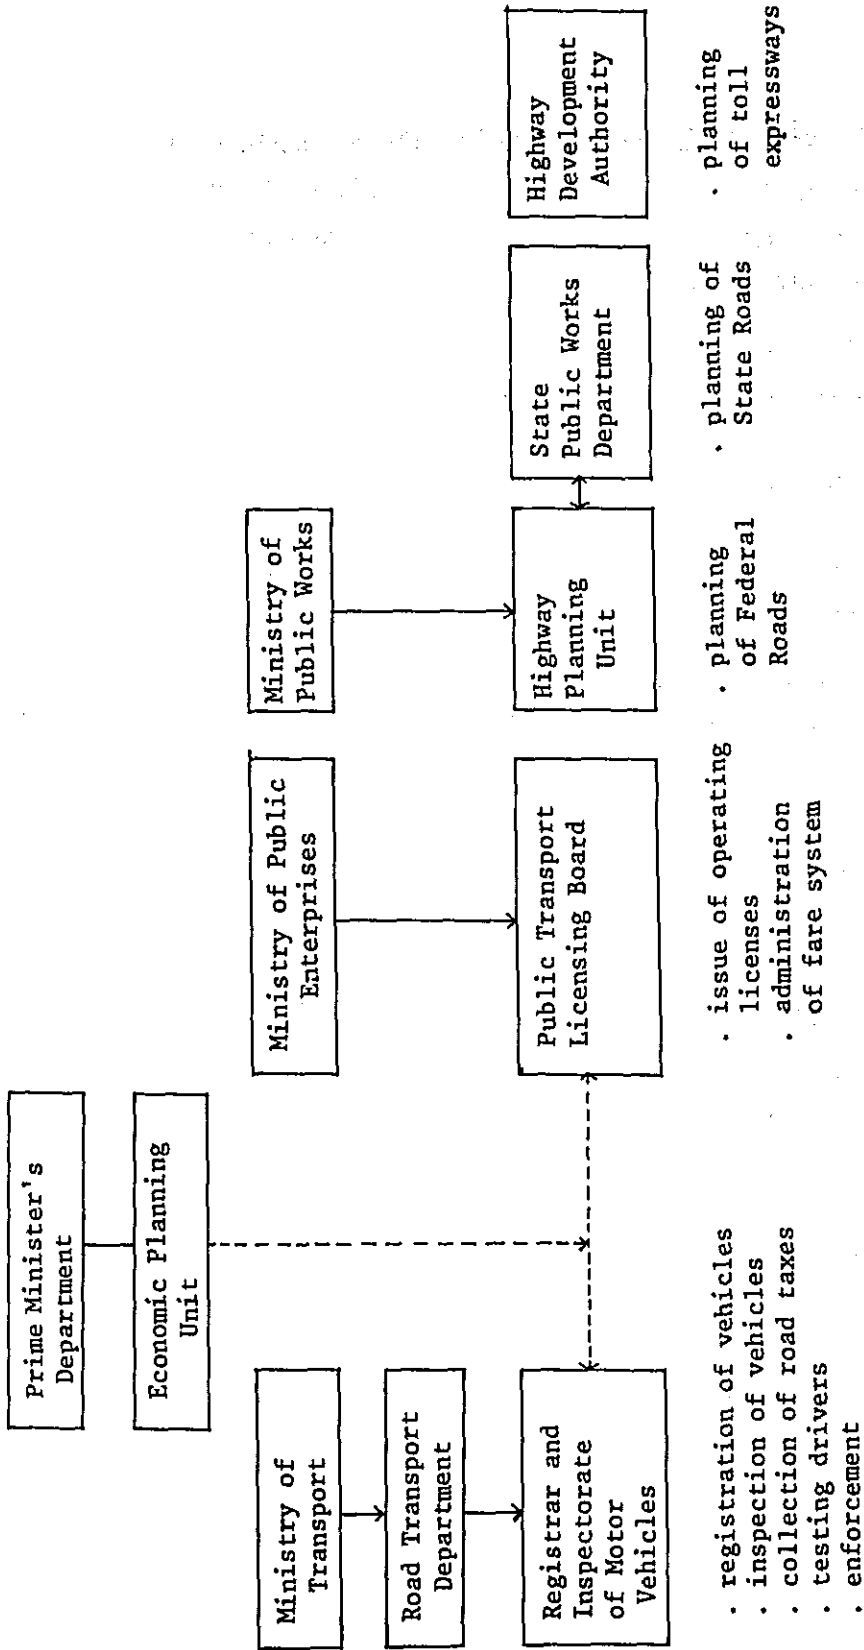 Prime Minister's
Department
Economic Planning
Unit
Ministry of
Transport
Road Transport
Department
Registrar and
Inspectorate
of Motor
Vehicles
· registration of vehicles
· inspection of vehicles
· collection of road taxes
· testing drivers
· enforcement
Ministry of Public
Enterprises
Public Transport
Licensing Board
· issue of operating
licenses
· administration
of fare system
Ministry of
Public Works
Highway
Planning
Unit
· planning
of Federal
Roads
State
Public Works
Department
· planning of
State Roads
Highway
Development
Authority
· planning
of toll
expressways